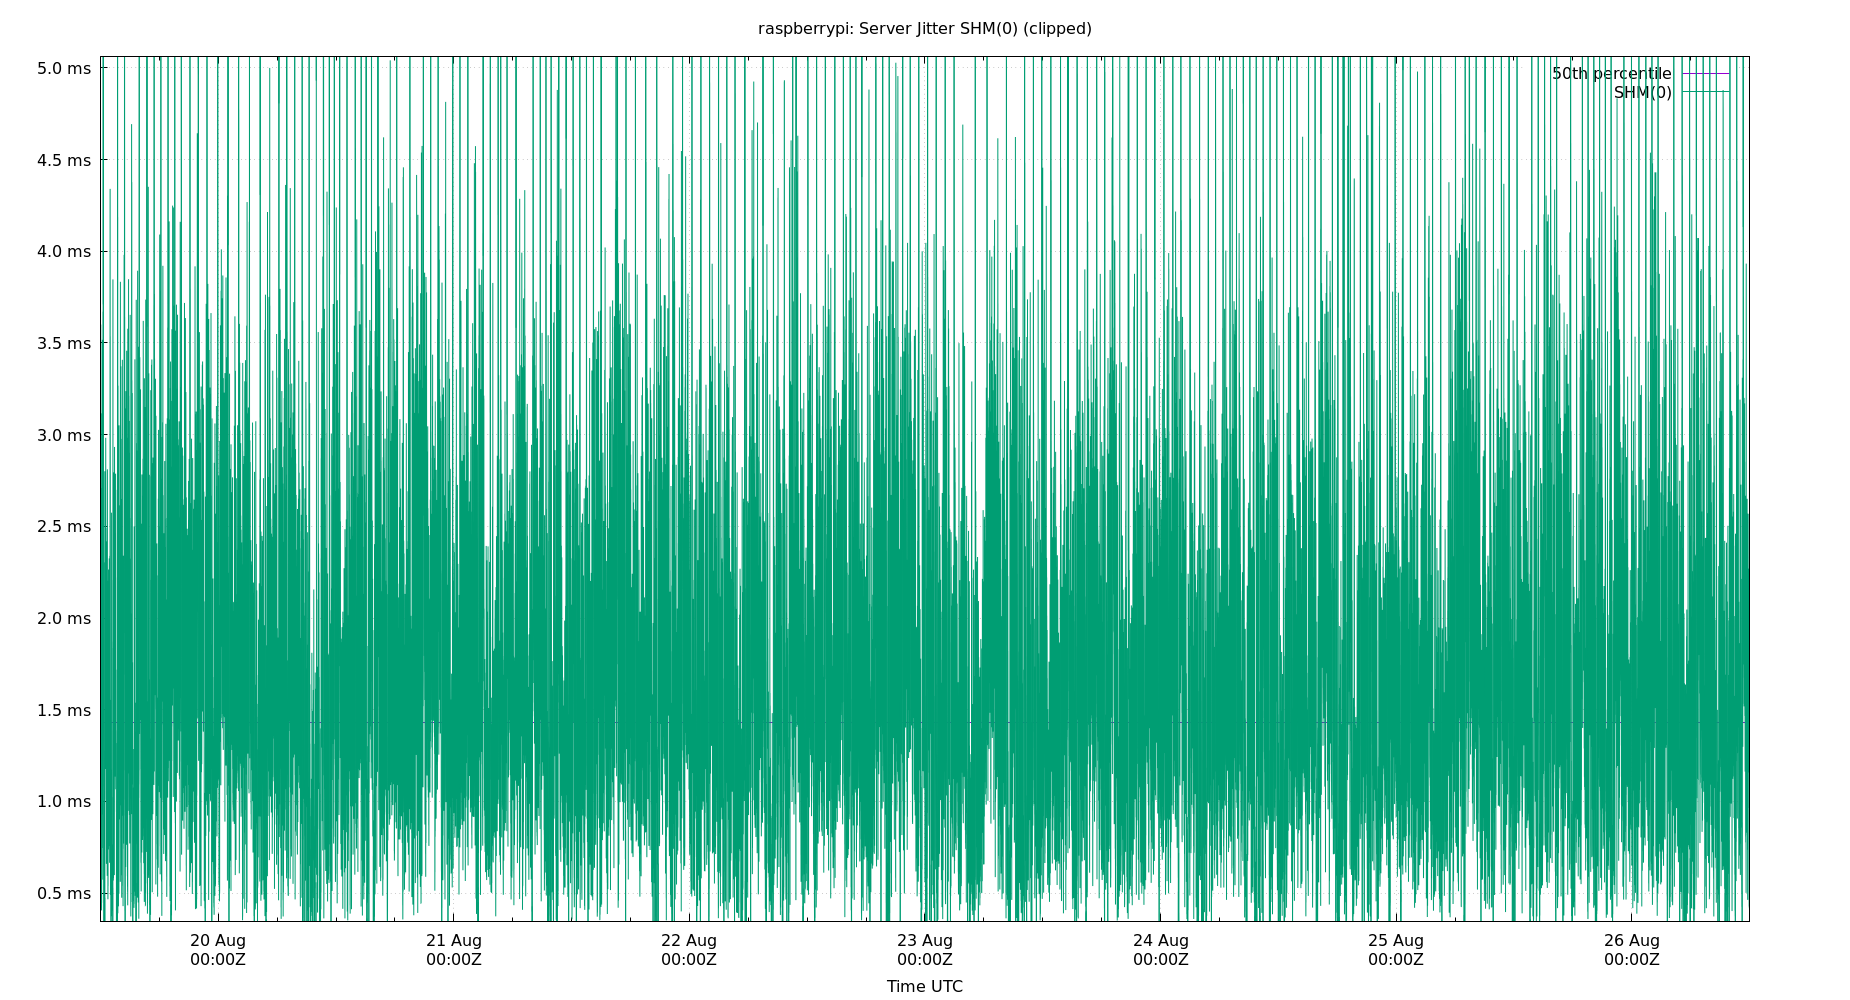 raspberrypi: Server Jitter SHM(0) (clipped)
5.0 ms
50th percentile
SHM(0)
4.5 ms
4.0 ms
3.5 ms
3.0 ms
2.5 ms
2.0 ms
1.5 ms
1.0 ms
0.5 ms
20 Aug 21 Aug 22 Aug 23 Aug 24 Aug 25 Aug 26 Aug
00:00Z 00:00Z 00:00Z 00:00Z 00:00Z 00:00Z 00:00Z
Time UTC